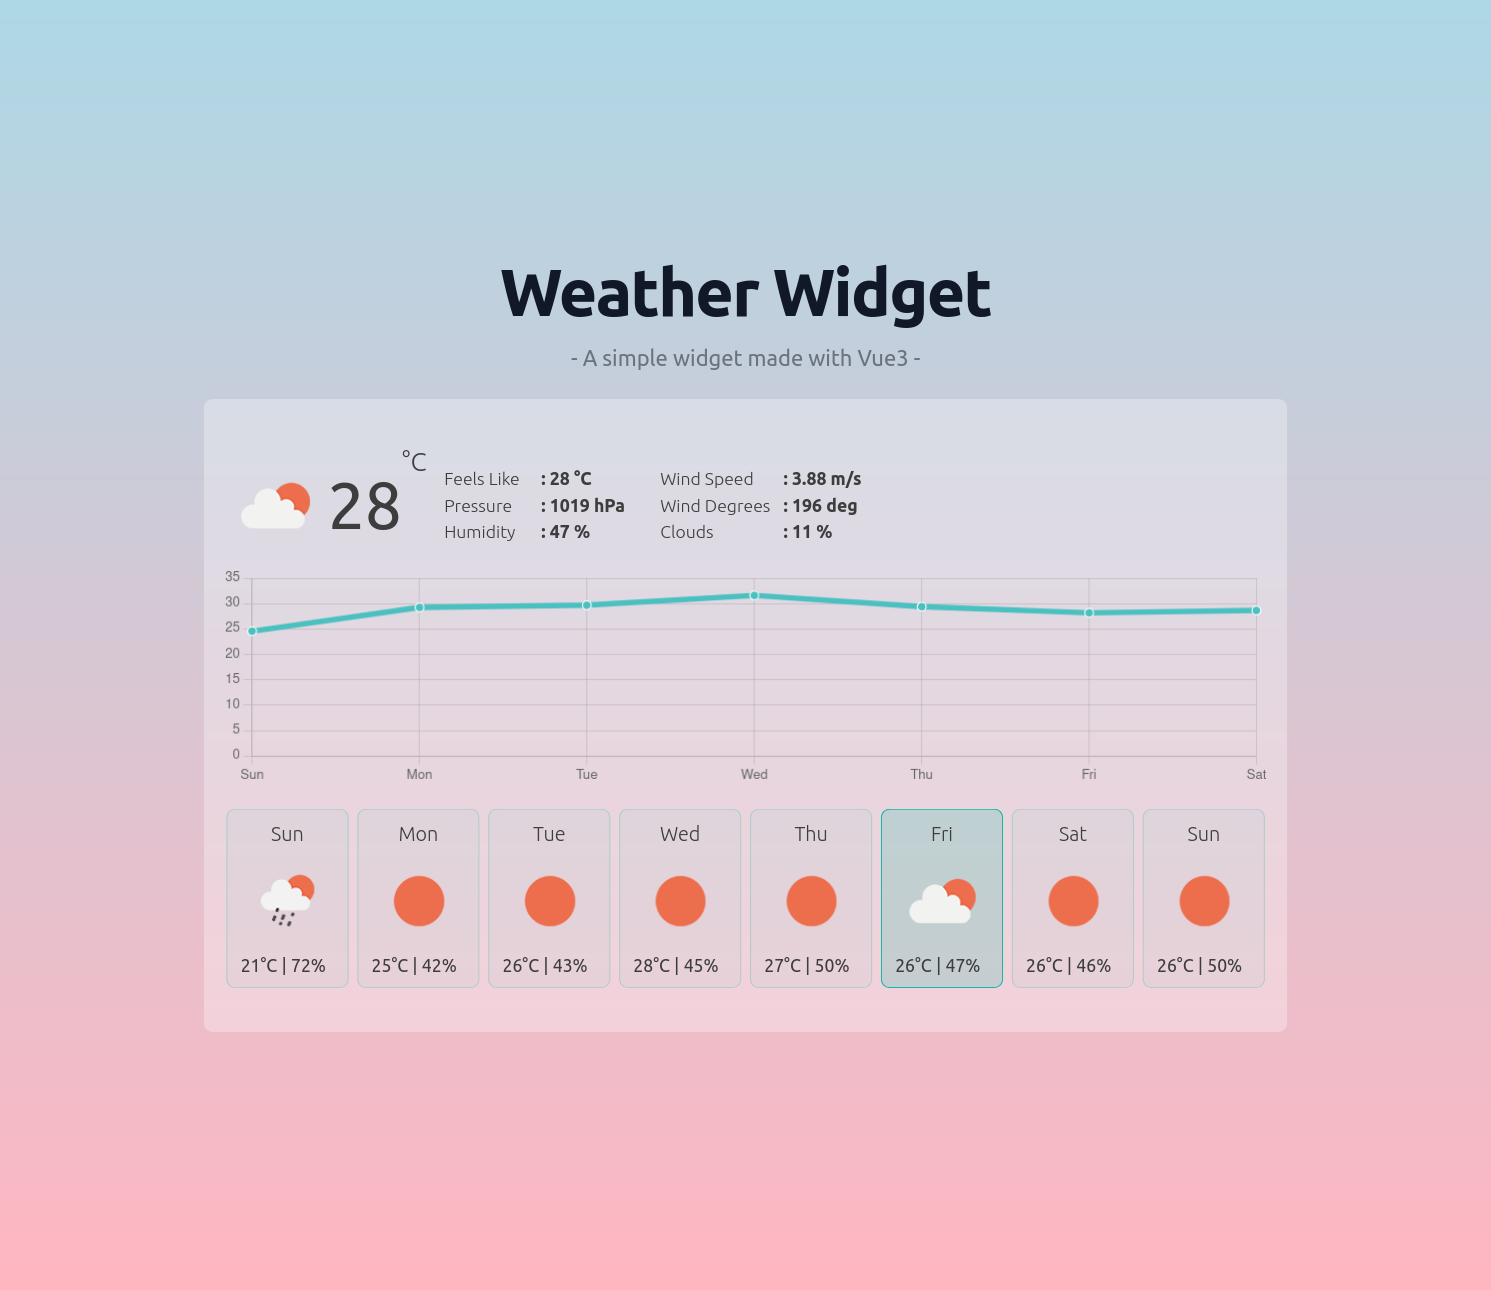 Weather Widget
- A simple widget made with Vue3 -
28 °C
Feels Like : 28 °C Wind Speed : 3.88 m/s
Pressure : 1019 hPa Wind Degrees : 196 deg
Humidity : 47 % Clouds : 11 %
35
30
25
20
15
10
5
0
Sun Mon Tue Wed Thu Fri Sat
Sun Mon Tue Wed Thu Fri Sat Sun
21°C | 72% 25°C | 42% 26°C | 43% 28°C | 45% 27°C | 50% 26°C | 47% 26°C | 46% 26°C | 50%